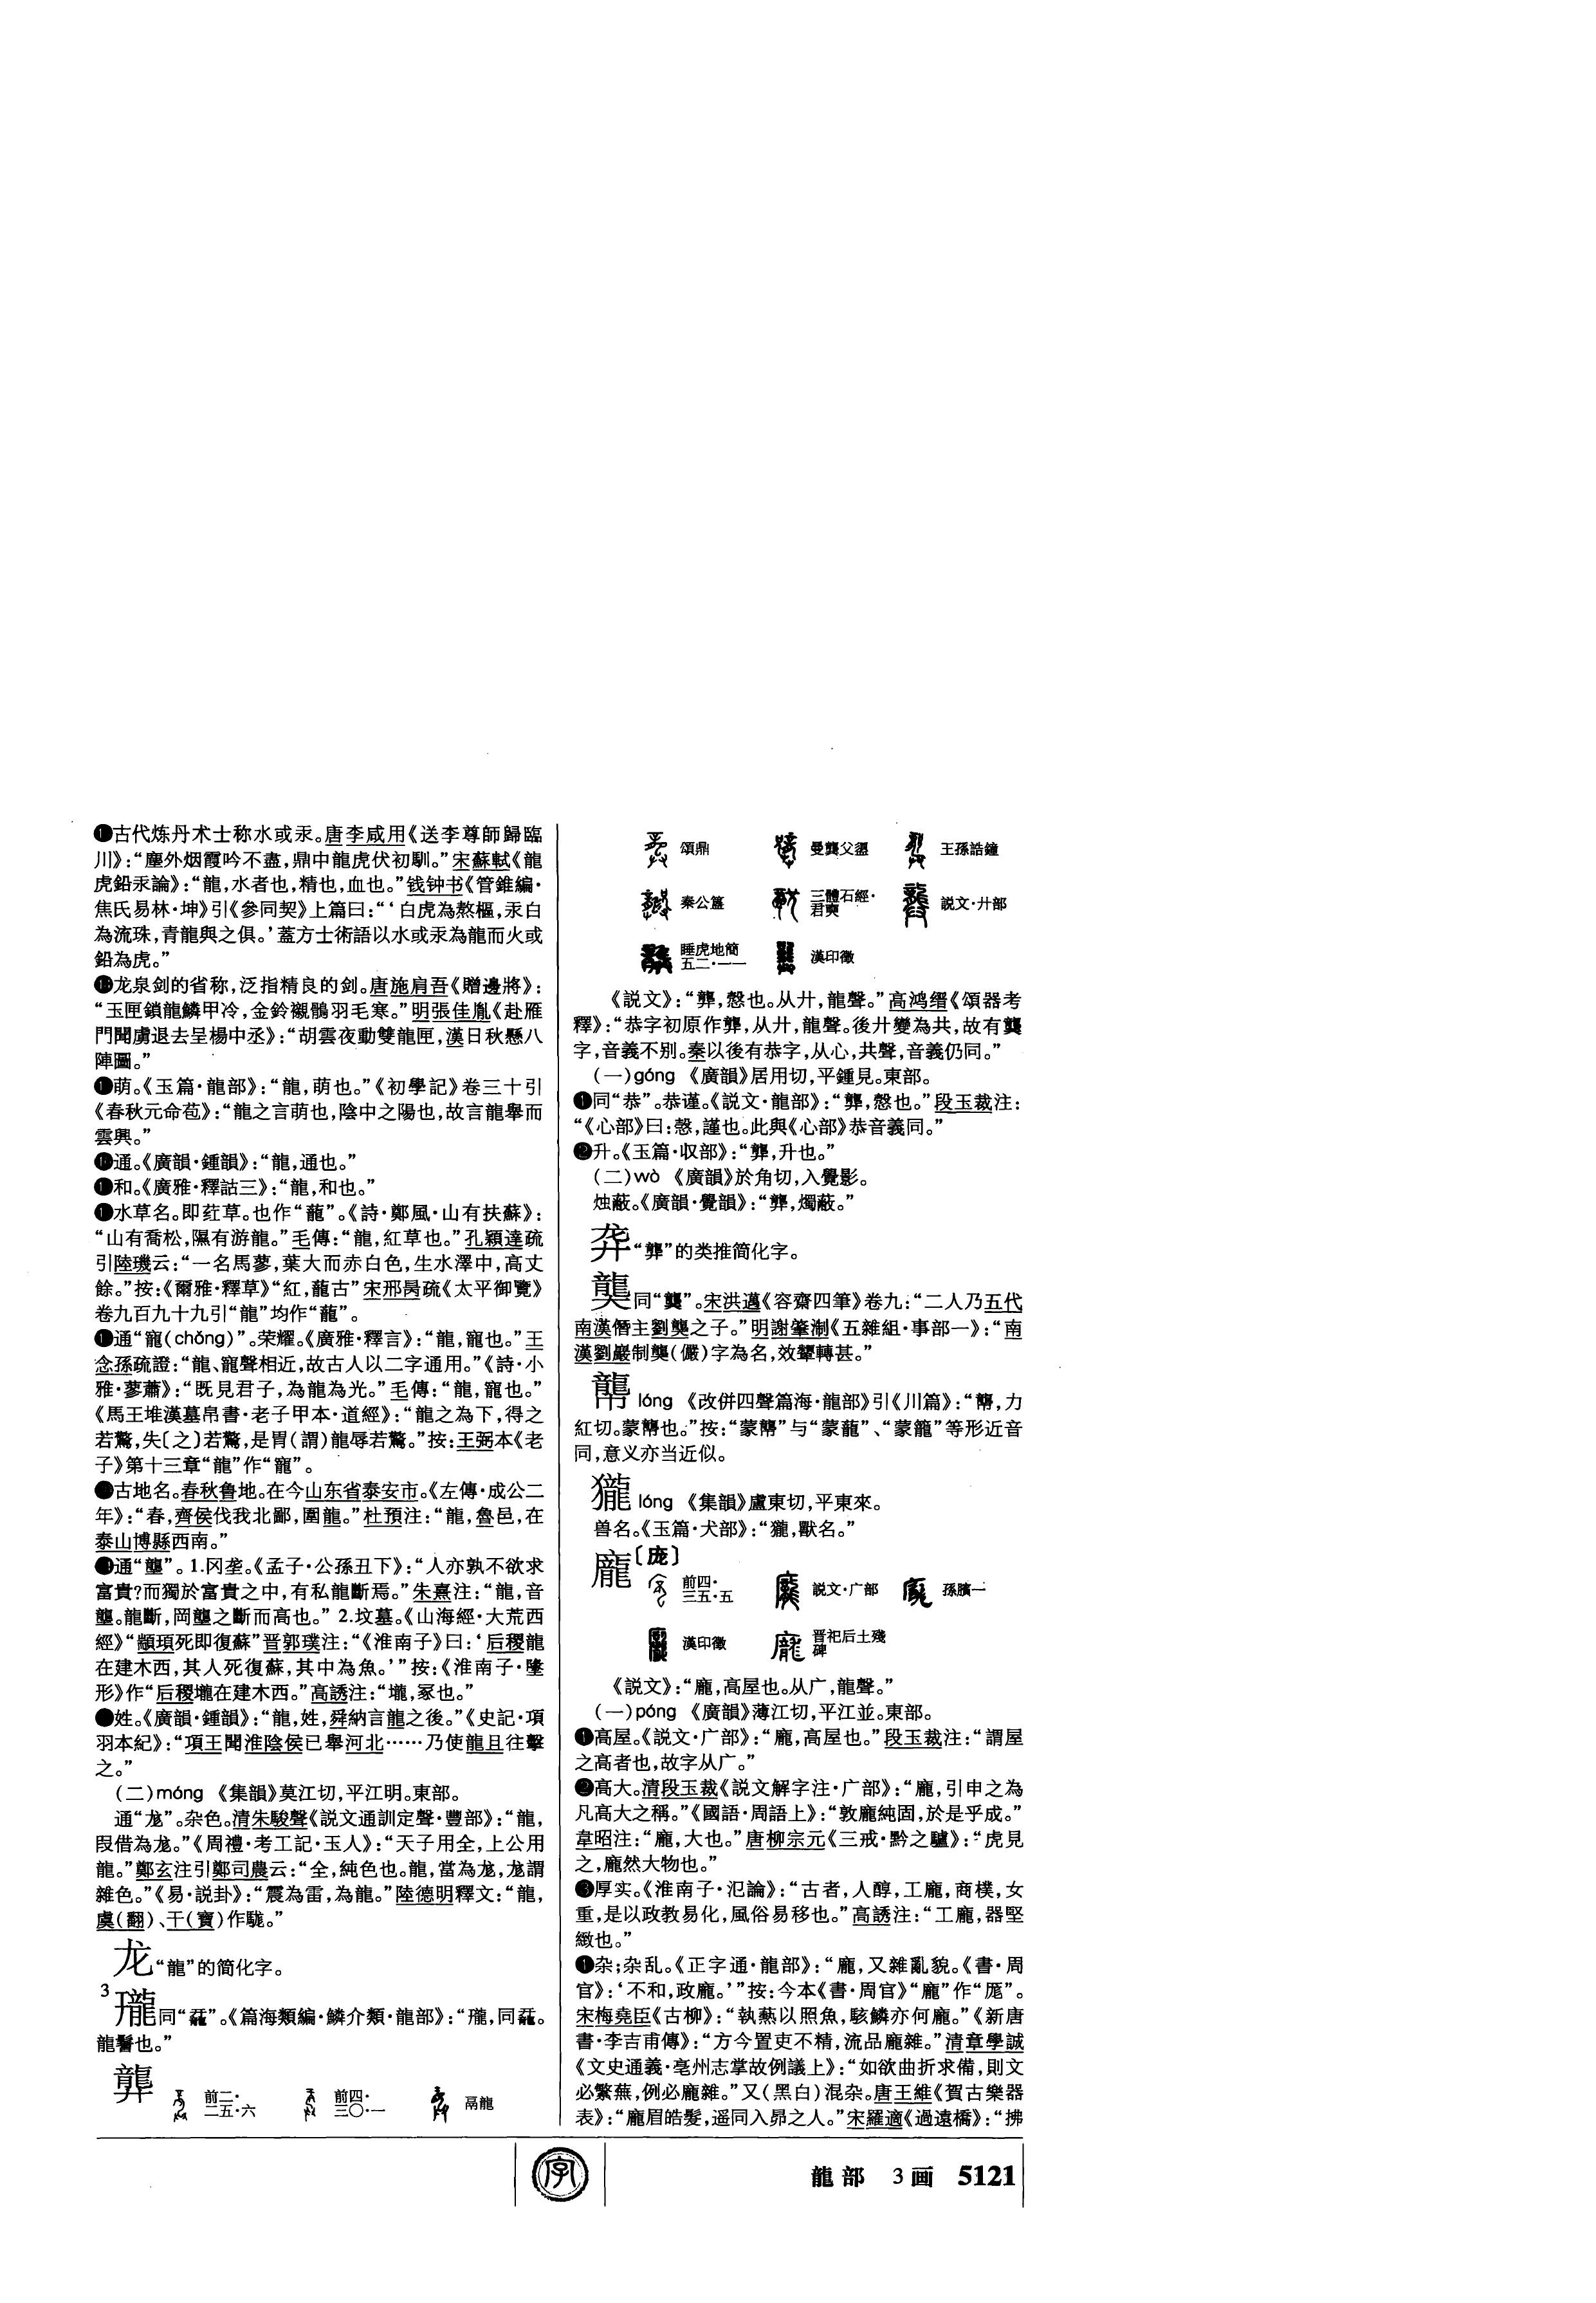 古代炼丹术士称水或汞。唐李咸用《送李尊師歸臨
川》：“塵外烟霞吟不盡，鼎中龍虎伏初馴。”宋蘇軾《龍
虎鉛汞論》：“龍，水者也，精也，血也。”钱钟书《管錐編·
焦氏易林·坤》引《參同契》上篇曰：“‘白虎為熬樞，汞白
為流珠，青龍與之俱。’蓋方士術語以水或汞為龍而火或
鉛為虎。”
龙泉剑的省称，泛指精良的剑。唐施肩吾《贈邊將》：
“玉匣鎖龍鱗甲冷，金鈴襯鶻羽毛寒。”明張佳胤《赴雁
門聞虜退去呈楊中丞》：“胡雲夜動雙龍匣，漢日秋懸八
陣圖。”
萌。《玉篇·龍部》：“龍，萌也。”《初學記》卷三十引
《春秋元命苞》：“龍之言萌也，陰中之陽也，故言龍舉而
雲興。”
通。《廣韻·鍾韻》：“龍，通也。”
和。《廣雅·釋詁三》：“龍，和也。”
水草名。即葒草。也作“蘢”。《詩·鄭風·山有扶蘇》：
“山有喬松，隰有游龍。”毛傳：“龍，紅草也。”孔穎達疏
引陸璣云：“一名馬蓼，葉大而赤白色，生水澤中，高丈
餘。”按：《爾雅·釋草》“紅，蘢古”宋邢昺疏《太平御覽》
卷九百九十九引“龍”均作“蘢”。
通“寵(chǒng)”。荣耀。《廣雅·釋言》：“龍，寵也。”王
念孫疏證：“龍、寵聲相近，故古人以二字通用。”《詩·小
雅·蓼蕭》：“既見君子，為龍為光。”毛傳：“龍，寵也。”
《馬王堆漢墓帛書·老子甲本·道經》：“龍之為下，得之
若驚，失〔之〕若驚，是胃(謂)龍辱若驚。”按：王弼本《老
子》第十三章“龍”作“寵”。
古地名。春秋鲁地。在今山东省泰安市。《左傳·成公二
年》：“春，齊侯伐我北鄙，圍龍。”杜預注：“龍，魯邑，在
泰山博縣西南。”
通“壟”。1.冈垄。《孟子·公孫丑下》：“人亦孰不欲求
富貴？而獨於富貴之中，有私龍斷焉。”朱熹注：“龍，音
壟。龍斷，岡壟之斷而高也。”2.坟墓。《山海經·大荒西
經》“顓頊死即復蘇”晋郭璞注：“《淮南子》曰：‘后稷龍
在建木西，其人死復蘇，其中為魚。’”按：《淮南子·墬
形》作“后稷壠在建木西。”高誘注：“壠，冢也。”
姓。《廣韻·鍾韻》：“龍，姓，舜納言龍之後。”《史記·項
羽本紀》：“項王聞淮陰侯已舉河北……乃使龍且往擊
之。”
(二)máng 《集韻》莫江切，平江明。東部。
通“尨”。杂色。清朱駿聲《説文通訓定聲·豐部》：“龍，
叚借為尨。”《周禮·考工記·玉人》：“天子用全，上公用
龍。”鄭玄注引鄭司農云：“全，純色也。龍，當為尨，尨謂
雜色。”《易·説卦》：“震為雷，為龍。”陸德明釋文：“龍，
虞(翻)、干(寶)作駹。”
龙“龍”的简化字。
3
同“龗”。《篇海類編·鱗介類·龍部》：
龍鬐也。”
龏 前二·二五·六 前四·三〇·一 鬲龍
頌鼎 曼龔父盨 王孫誥鐘
秦公簋 三體石經·君奭 説文·廾部
睡虎地簡五二·一一 漢印徵
《説文》：“龏，慤也。从廾，龍聲。”高鸿缙《頌器考
釋》：“恭字初原作龏，从廾，龍聲。後廾變為共，故有龔
字，音義不别。秦以後有恭字，从心，共聲，音義仍同。”
(一)gōng 《廣韻》居用切，平鍾見。東部。
❶同“恭”。恭谨。《説文·龍部》：“龏，慤也。”段玉裁注：
“《心部》曰：慤，謹也。此與《心部》恭音義同。”
❷升。《玉篇·収部》：“龏，升也。”
(二)wò 《廣韻》於角切，入覺影。
烛蔽。《廣韻·覺韻》：“龏，燭蔽。”
“龏”的类推简化字。
同“龔”。宋洪邁《容齋四筆》卷九：“二人乃五代
南漢僭主劉龑之子。”明謝肇淛《五雜組·事部一》：“南
漢劉巖制龑(儼)字為名，效顰轉甚。”
lóng 《改併四聲篇海·龍部》引《川篇》：“㡣，力
紅切。蒙㡣也。”按：“蒙㡣”与“蒙蘢”、“蒙籠”等形近音
同，意义亦当近似。
㺜 lóng 《集韻》盧東切，平東來。
兽名。《玉篇·犬部》：“㺜，獸名。”
龐〔庞〕 前四·三五·五 説文·广部 孫臏一
漢印徵 晋祀后土殘碑
《説文》：“龐，高屋也。从广，龍聲。”
(一)páng 《廣韻》薄江切，平江並。東部。
❶高屋。《説文·广部》：“龐，高屋也。”段玉裁注：“謂屋
之高者也，故字从广。”
❷高大。清段玉裁《説文解字注·广部》：“龐，引申之為
凡高大之稱。”《國語·周語上》：“敦龐純固，於是乎成。”
韋昭注：“龐，大也。”唐柳宗元《三戒·黔之驢》：“虎見
之，龐然大物也。”
❸厚实。《淮南子·氾論》：“古者，人醇，工龐，商樸，女
重，是以政教易化，風俗易移也。”高誘注：“工龐，器堅
緻也。”
杂；杂乱。《正字通·龍部》：“龐，又雜亂貌。《書·周
官》：‘不和，政龐。’”按：今本《書·周官》“龐”作“厖”。
宋梅堯臣《古柳》：“執爇以照魚，駭鱗亦何龐。”《新唐
書·李吉甫傳》：“方今置吏不精，流品龐雜。”清章學誠
《文史通義·亳州志掌故例議上》：“如欲曲折求備，則文
必繁蕪，例必龐雜。”又(黑白)混杂。唐王維《賀古樂器
表》：“龐眉皓髮，遥同入昴之人。”宋羅適《過遠橋》：“拂
字
龍部 3画 5121